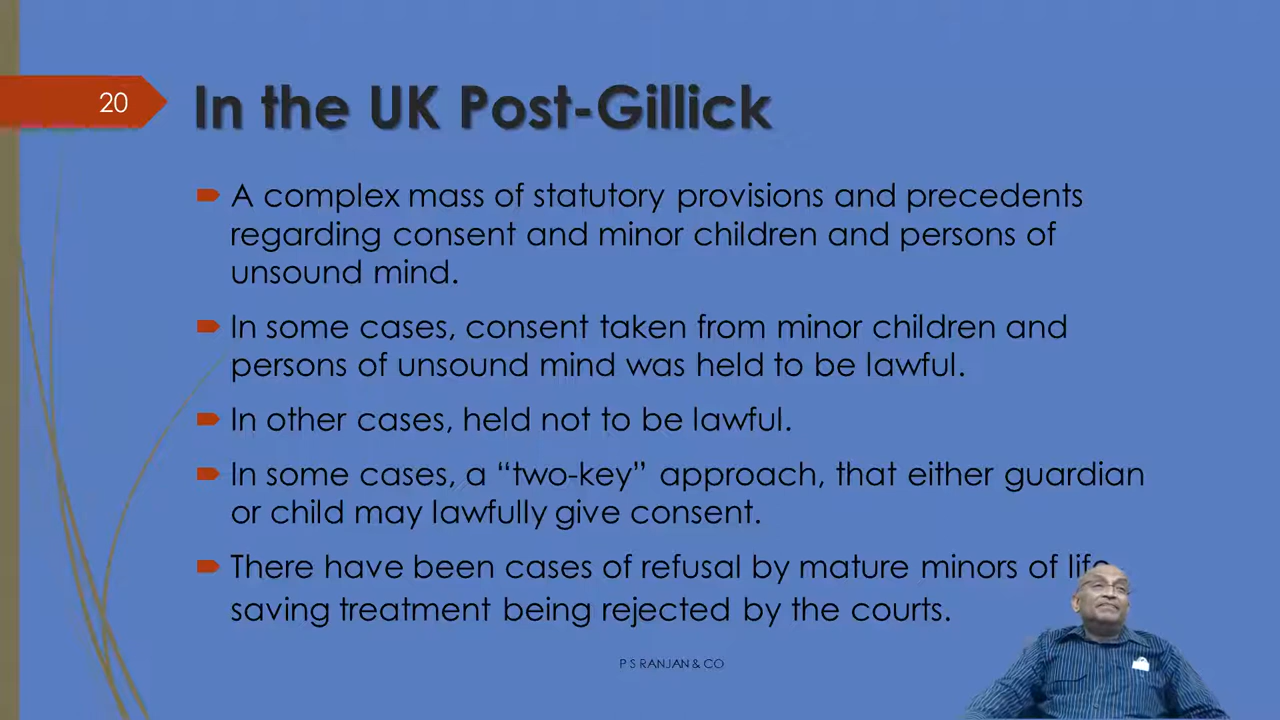 20
In the UK Post-Gillick
A complex mass of statutory provisions and precedents
regarding consent and minor children and persons of
unsound mind.
In some cases, consent taken from minor children and
persons of unsound mind was held to be lawful.
In other cases, held not to be lawful.
In some cases, a “two-key” approach, that either guardian
or child may lawfully give consent.
There have been cases of refusal by mature minors of life
saving treatment being rejected by the courts.
P S RANJAN & CO